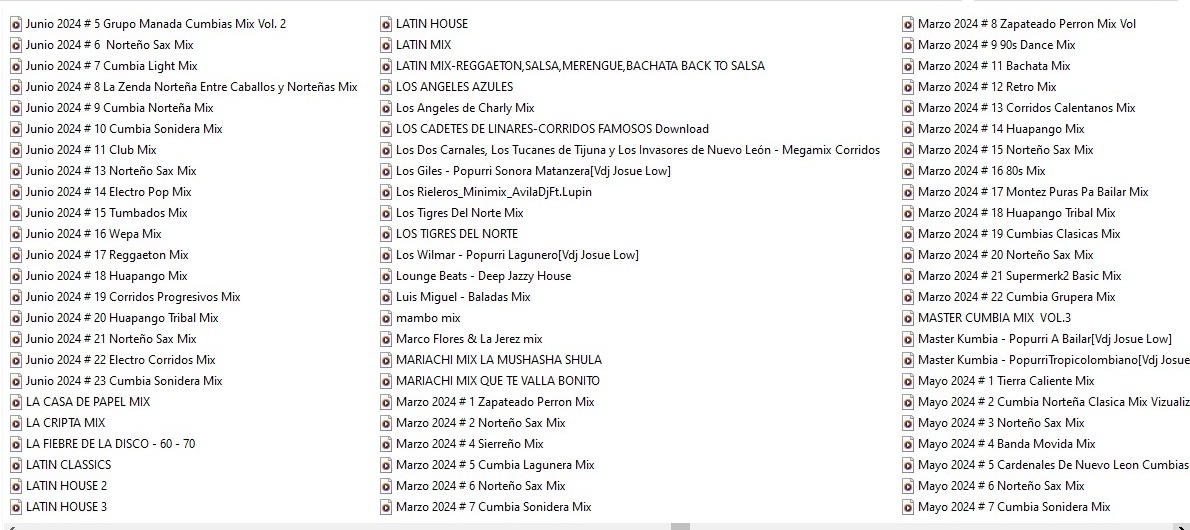 Junio 2024 # 5 Grupo Manada Cumbias Mix Vol. 2
Junio 2024 # 6  Norteño Sax Mix
Junio 2024 # 7 Cumbia Light Mix
Junio 2024 # 8 La Zenda Norteña Entre Caballos y Norteñas Mix
Junio 2024 # 9 Cumbia Norteña Mix
Junio 2024 # 10 Cumbia Sonidera Mix
Junio 2024 # 11 Club Mix
Junio 2024 # 13 Norteño Sax Mix
Junio 2024 # 14 Electro Pop Mix
Junio 2024 # 15 Tumbados Mix
Junio 2024 # 16 Wepa Mix
Junio 2024 # 17 Reggaeton Mix
Junio 2024 # 18 Huapango Mix
Junio 2024 # 19 Corridos Progresivos Mix
Junio 2024 # 20 Huapango Tribal Mix
Junio 2024 # 21 Norteño Sax Mix
Junio 2024 # 22 Electro Corridos Mix
Junio 2024 # 23 Cumbia Sonidera Mix
LA CASA DE PAPEL MIX
LA CRIPTA MIX
LA FIEBRE DE LA DISCO - 60 - 70
LATIN CLASSICS
LATIN HOUSE 2
LATIN HOUSE 3
LATIN HOUSE
LATIN MIX
LATIN MIX-REGGAETON,SALSA,MERENGUE,BACHATA BACK TO SALSA
LOS ANGELES AZULES
Los Angeles de Charly Mix
LOS CADETES DE LINARES-CORRIDOS FAMOSOS Download
Los Dos Carnales, Los Tucanes de Tijuna y Los Invasores de Nuevo León - Megamix Corridos
Los Giles - Popurri Sonora Matanzera[Vdj Josue Low]
Los Rieleros_Minimix_AvilaDjFt.Lupin
Los Tigres Del Norte Mix
LOS TIGRES DEL NORTE
Los Wilmar - Popurri Lagunero[Vdj Josue Low]
Lounge Beats - Deep Jazzy House
Luis Miguel - Baladas Mix
mambo mix
Marco Flores & La Jerez mix
MARIACHI MIX LA MUSHASHA SHULA
MARIACHI MIX QUE TE VALLA BONITO
Marzo 2024 # 1 Zapateado Perron Mix
Marzo 2024 # 2 Norteño Sax Mix
Marzo 2024 # 4 Sierreño Mix
Marzo 2024 # 5 Cumbia Lagunera Mix
Marzo 2024 # 6 Norteño Sax Mix
Marzo 2024 # 7 Cumbia Sonidera Mix
Marzo 2024 # 8 Zapateado Perron Mix Vol
Marzo 2024 # 9 90s Dance Mix
Marzo 2024 # 11 Bachata Mix
Marzo 2024 # 12 Retro Mix
Marzo 2024 # 13 Corridos Calentanos Mix
Marzo 2024 # 14 Huapango Mix
Marzo 2024 # 15 Norteño Sax Mix
Marzo 2024 # 16 80s Mix
Marzo 2024 # 17 Montez Puras Pa Bailar Mix
Marzo 2024 # 18 Huapango Tribal Mix
Marzo 2024 # 19 Cumbias Clasicas Mix
Marzo 2024 # 20 Norteño Sax Mix
Marzo 2024 # 21 Supermerk2 Basic Mix
Marzo 2024 # 22 Cumbia Grupera Mix
MASTER CUMBIA MIX  VOL.3
Master Kumbia - Popurri A Bailar[Vdj Josue Low]
Master Kumbia - PopurriTropicolombiano[Vdj Josue
Mayo 2024 # 1 Tierra Caliente Mix
Mayo 2024 # 2 Cumbia Norteña Clasica Mix Vizualiz
Mayo 2024 # 3 Norteño Sax Mix
Mayo 2024 # 4 Banda Movida Mix
Mayo 2024 # 5 Cardenales De Nuevo Leon Cumbias
Mayo 2024 # 6 Norteño Sax Mix
Mayo 2024 # 7 Cumbia Sonidera Mix